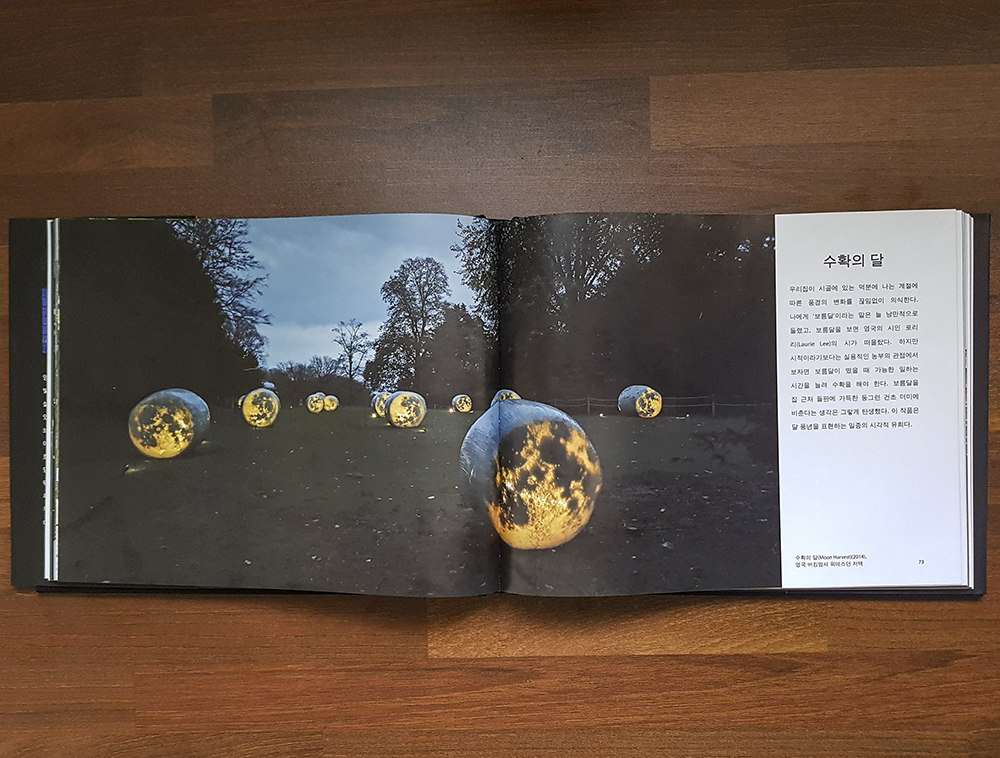 수확의 달
우리집이 시골에 있는 덕분에 나는 계절에
따른 풍경의 변화를 끊임없이 의식한다.
나에게 '보름달'이라는 말은 늘 낭만적으로
들렸고, 보름달을 보면 영국의 시인 로리
리(Laurie Lee)의 시가 떠올랐다. 하지만
시적이라기보다는 실용적인 농부의 관점에서
보자면 보름달이 떴을 때 가능한 일하는
시간을 늘려 수확을 해야 한다. 보름달을
집 근처 들판에 가득한 둥그런 건초 더미에
비춘다는 생각은 그렇게 탄생했다. 이 작품은
달 풍년을 표현하는 일종의 시각적 유희다.
수확의 달(Moon Harvest)(2014),
영국 버킹엄셔 워데스던 저택
73